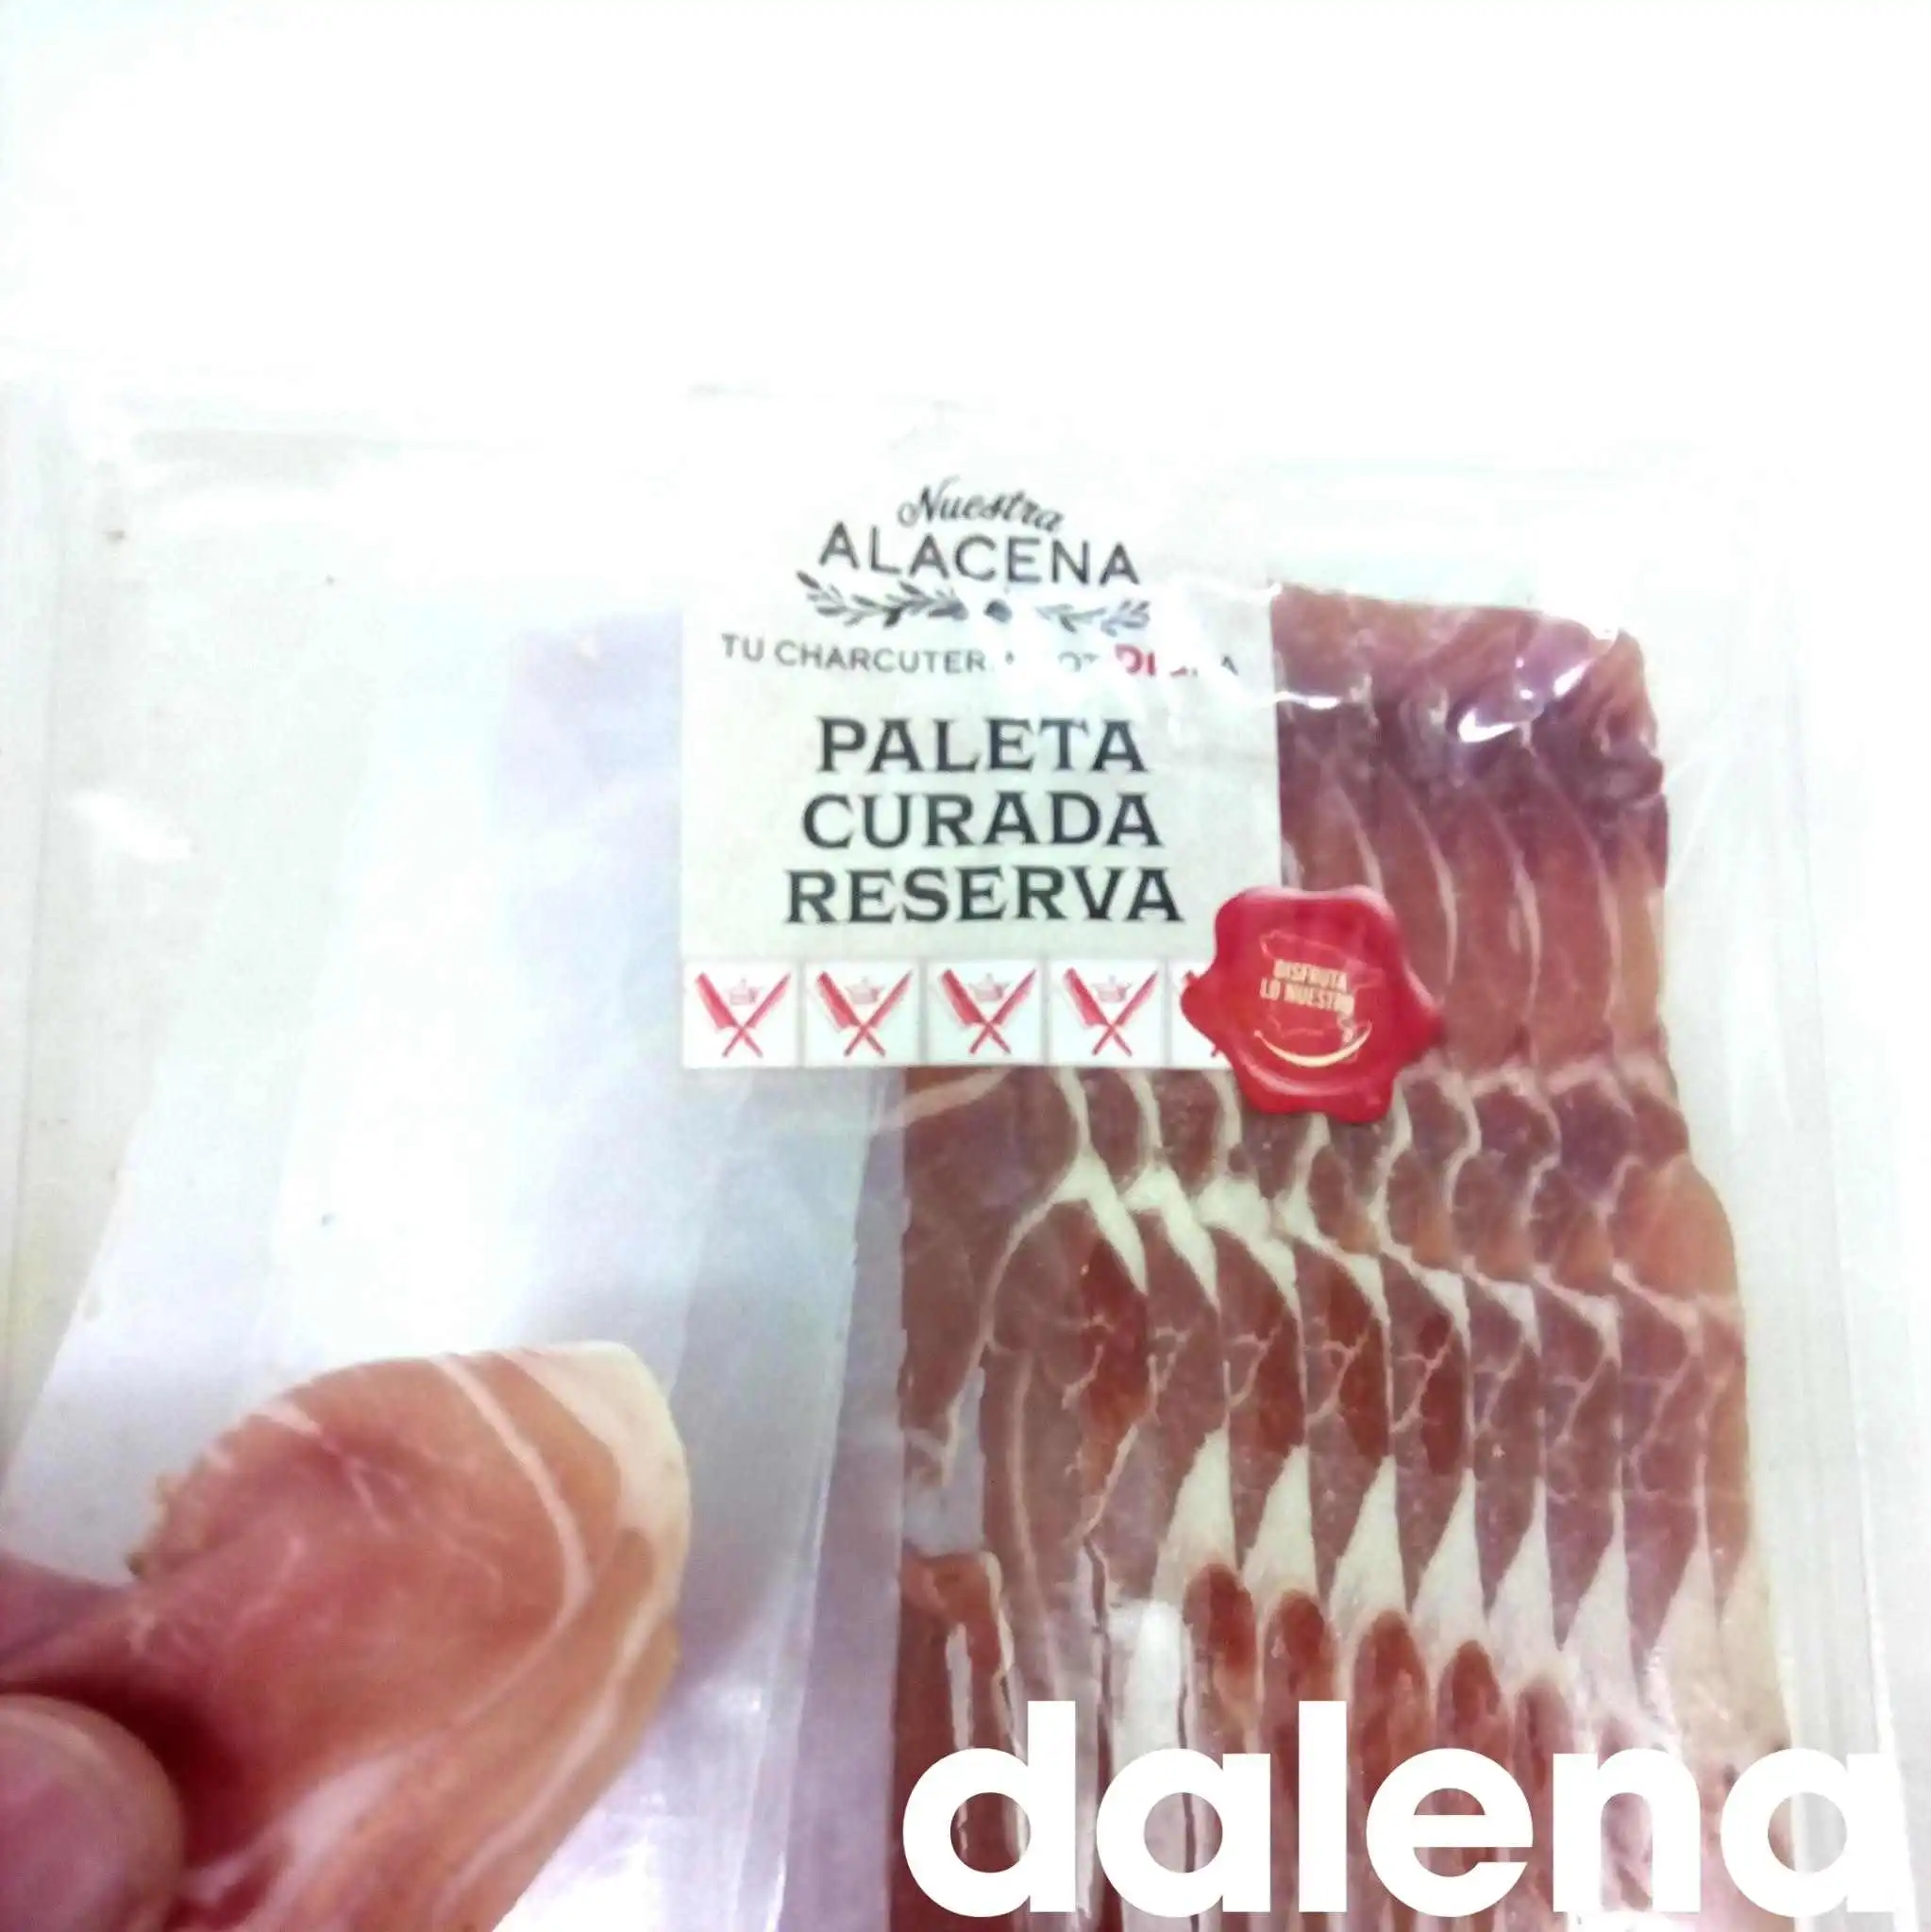 Nuestra
ALACENA
TU CHARCUTER
PALETA
CURADA
RESERVA
DISFRUTA
LO NUESTRO
dalena